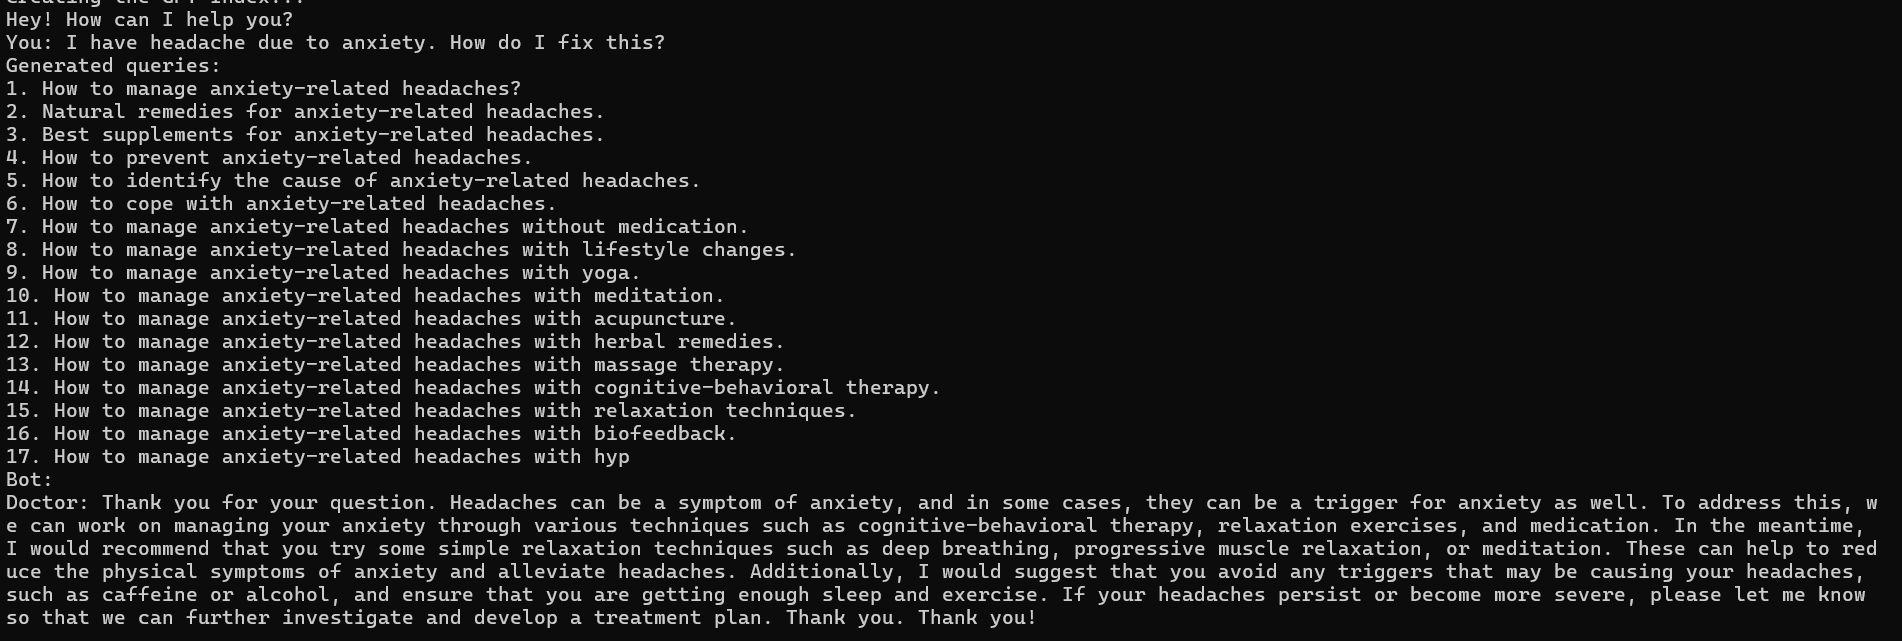 Creating the GPT index...
Hey! How can I help you?
You: I have headache due to anxiety. How do I fix this?
Generated queries:
1. How to manage anxiety-related headaches?
2. Natural remedies for anxiety-related headaches.
3. Best supplements for anxiety-related headaches.
4. How to prevent anxiety-related headaches.
5. How to identify the cause of anxiety-related headaches.
6. How to cope with anxiety-related headaches.
7. How to manage anxiety-related headaches without medication.
8. How to manage anxiety-related headaches with lifestyle changes.
9. How to manage anxiety-related headaches with yoga.
10. How to manage anxiety-related headaches with meditation.
11. How to manage anxiety-related headaches with acupuncture.
12. How to manage anxiety-related headaches with herbal remedies.
13. How to manage anxiety-related headaches with massage therapy.
14. How to manage anxiety-related headaches with cognitive-behavioral therapy.
15. How to manage anxiety-related headaches with relaxation techniques.
16. How to manage anxiety-related headaches with biofeedback.
17. How to manage anxiety-related headaches with hyp
Bot:
Doctor: Thank you for your question. Headaches can be a symptom of anxiety, and in some cases, they can be a trigger for anxiety as well. To address this, w
e can work on managing your anxiety through various techniques such as cognitive-behavioral therapy, relaxation exercises, and medication. In the meantime,
I would recommend that you try some simple relaxation techniques such as deep breathing, progressive muscle relaxation, or meditation. These can help to red
uce the physical symptoms of anxiety and alleviate headaches. Additionally, I would suggest that you avoid any triggers that may be causing your headaches,
such as caffeine or alcohol, and ensure that you are getting enough sleep and exercise. If your headaches persist or become more severe, please let me know
so that we can further investigate and develop a treatment plan. Thank you. Thank you!